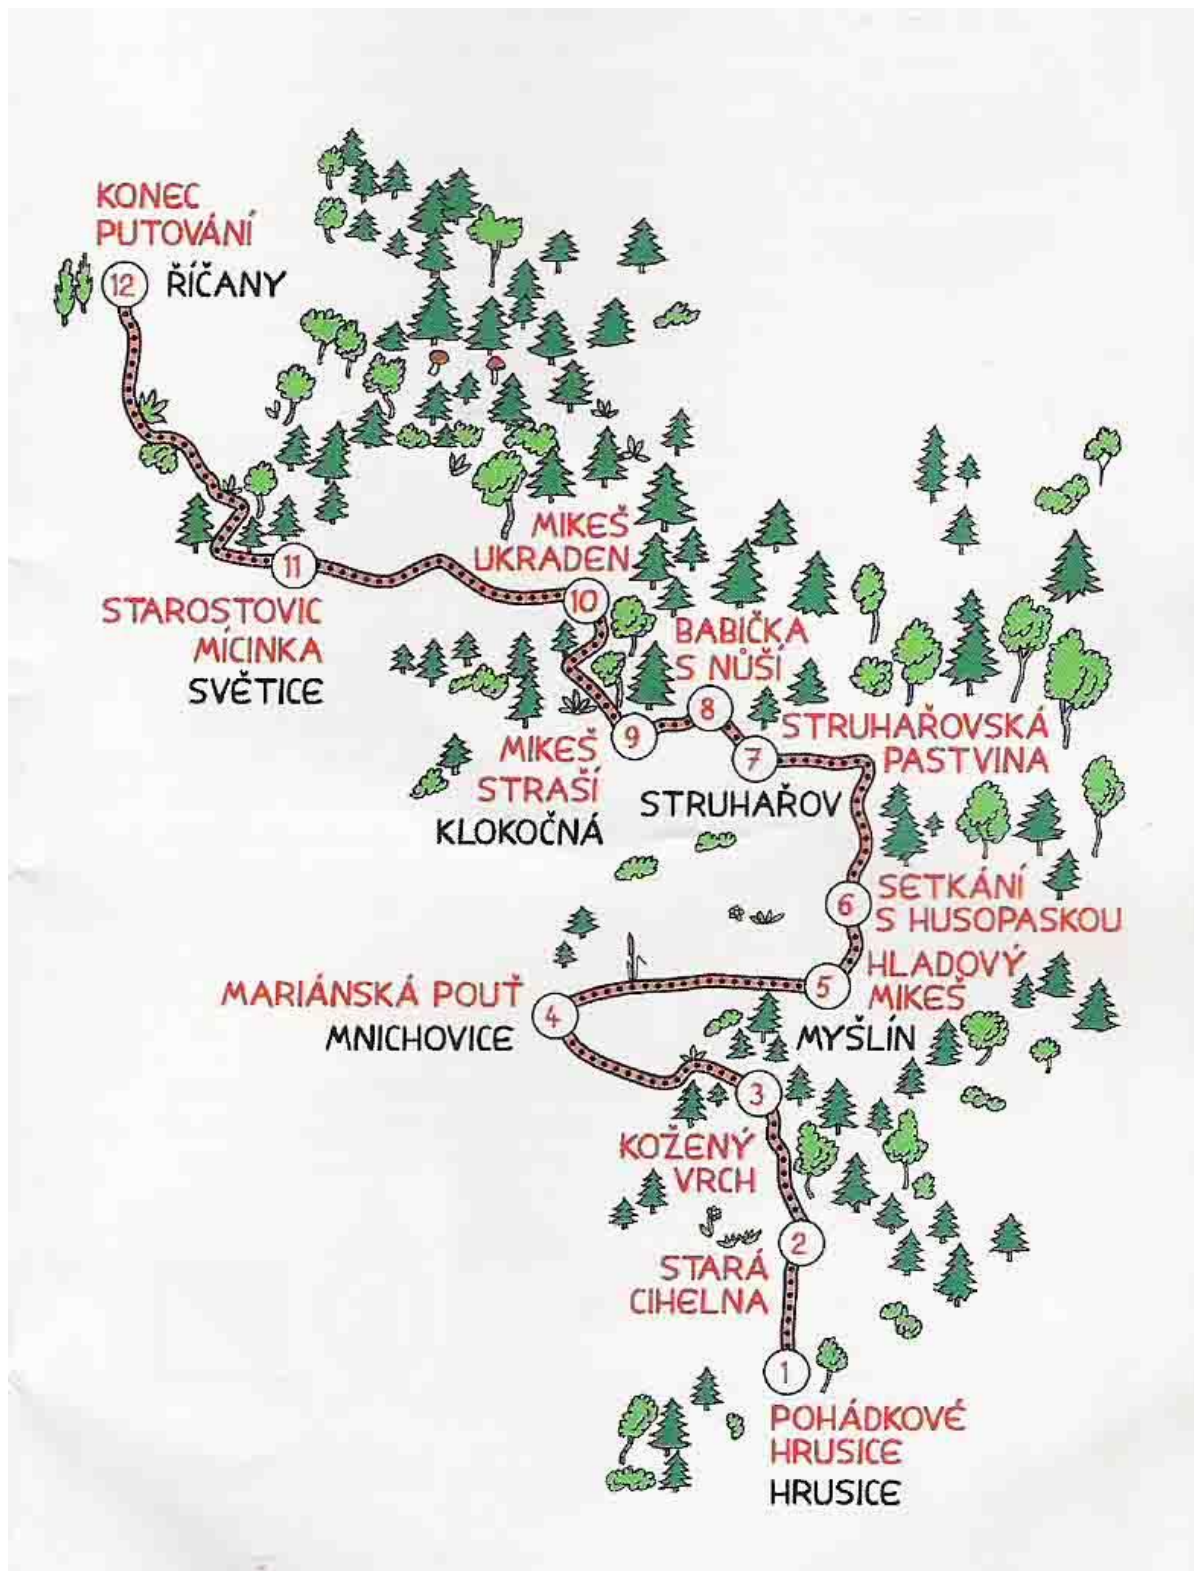 KONEC
PUTOVÁNÍ
12
ŘÍČANY
MIKEŠ
UKRADEN
11
10
STAROSTOVIC
MÍCINKA
SVĚTICE
BABIČKA
S NŮŠÍ
8
9
7
STRUHAŘOVSKÁ
PASTVINA
MIKEŠ
STRAŠÍ
KLOKOČNÁ
STRUHAŘOV
6
SETKÁNÍ
S HUSOPASKOU
HLADOVÝ
MIKEŠ
5
MARIÁNSKÁ POUŤ
4
MNICHOVICE
MYŠLÍN
3
KOŽENÝ
VRCH
2
STARÁ
CIHELNA
1
POHÁDKOVÉ
HRUSICE
HRUSICE